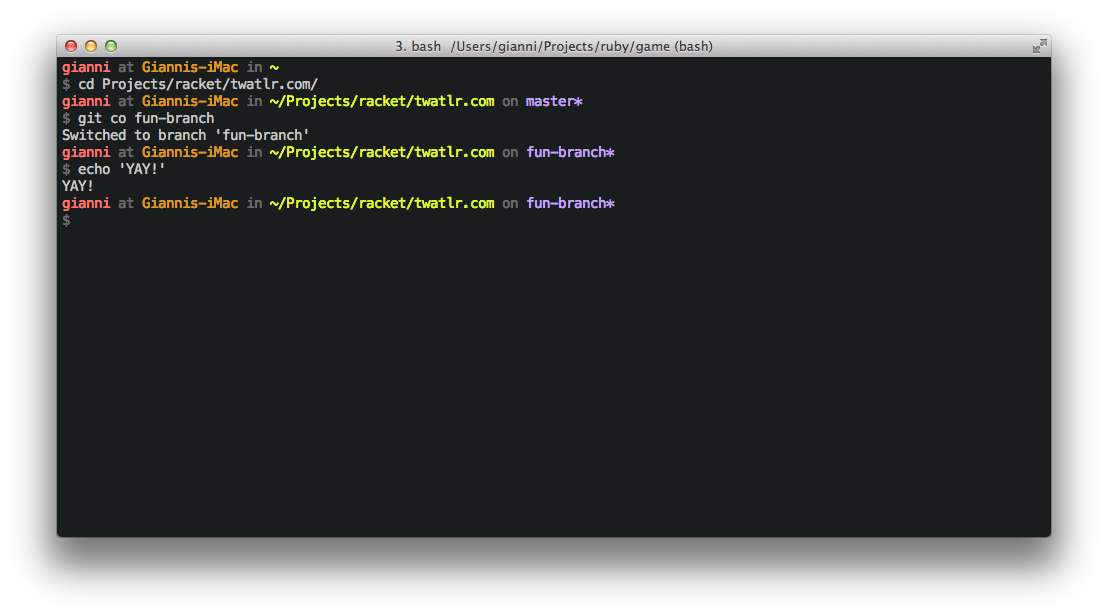 3. bash  /Users/gianni/Projects/ruby/game (bash)
gianni at Giannis-iMac in ~
$ cd Projects/racket/twatlr.com/
gianni at Giannis-iMac in ~/Projects/racket/twatlr.com on master*
$ git co fun-branch
Switched to branch 'fun-branch'
gianni at Giannis-iMac in ~/Projects/racket/twatlr.com on fun-branch*
$ echo 'YAY!'
YAY!
gianni at Giannis-iMac in ~/Projects/racket/twatlr.com on fun-branch*
$